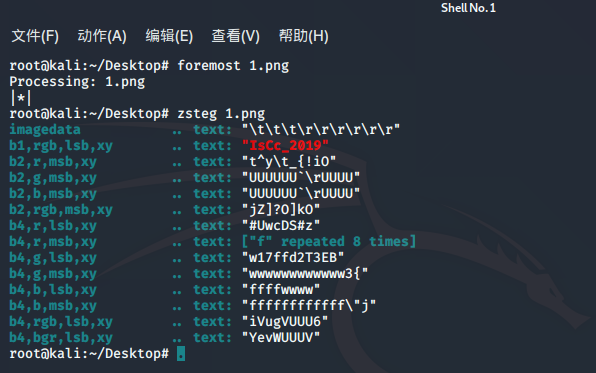 Shell No. 1
文件(F) 动作(A) 编辑(E) 查看(V) 帮助(H)
root@kali:~/Desktop# foremost 1.png
Processing: 1.png
|*|
root@kali:~/Desktop# zsteg 1.png
imagedata .. text: "\t\t\t\r\r\r\r\r\r"
b1,rgb,lsb,xy .. text: "IsCc_2019"
b2,r,msb,xy .. text: "t^y\t_{!iO"
b2,g,msb,xy .. text: "UUUUUU`\rUUUU"
b2,b,msb,xy .. text: "UUUUUU`\rUUUU"
b2,rgb,msb,xy .. text: "jZ]?O]kO"
b4,r,lsb,xy .. text: "#UwcDS#z"
b4,r,msb,xy .. text: ["f" repeated 8 times]
b4,g,lsb,xy .. text: "w17ffd2T3EB"
b4,g,msb,xy .. text: "wwwwwwwwwwww3{"
b4,b,lsb,xy .. text: "ffffwwww"
b4,b,msb,xy .. text: "ffffffffffff\"j"
b4,rgb,lsb,xy .. text: "iVugVUUU6"
b4,bgr,lsb,xy .. text: "YevWUUUV"
root@kali:~/Desktop# .